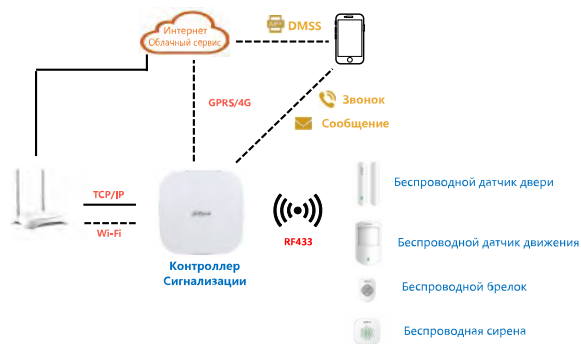 Интернет
Облачный сервис
DMSS
GPRS/4G
Звонок
Сообщение
TCP/IP
Wi-Fi
alhua
RF433
Контроллер
Сигнализации
Беспроводной датчик двери
Беспроводной датчик движения
Беспроводной брелок
Беспроводная сирена